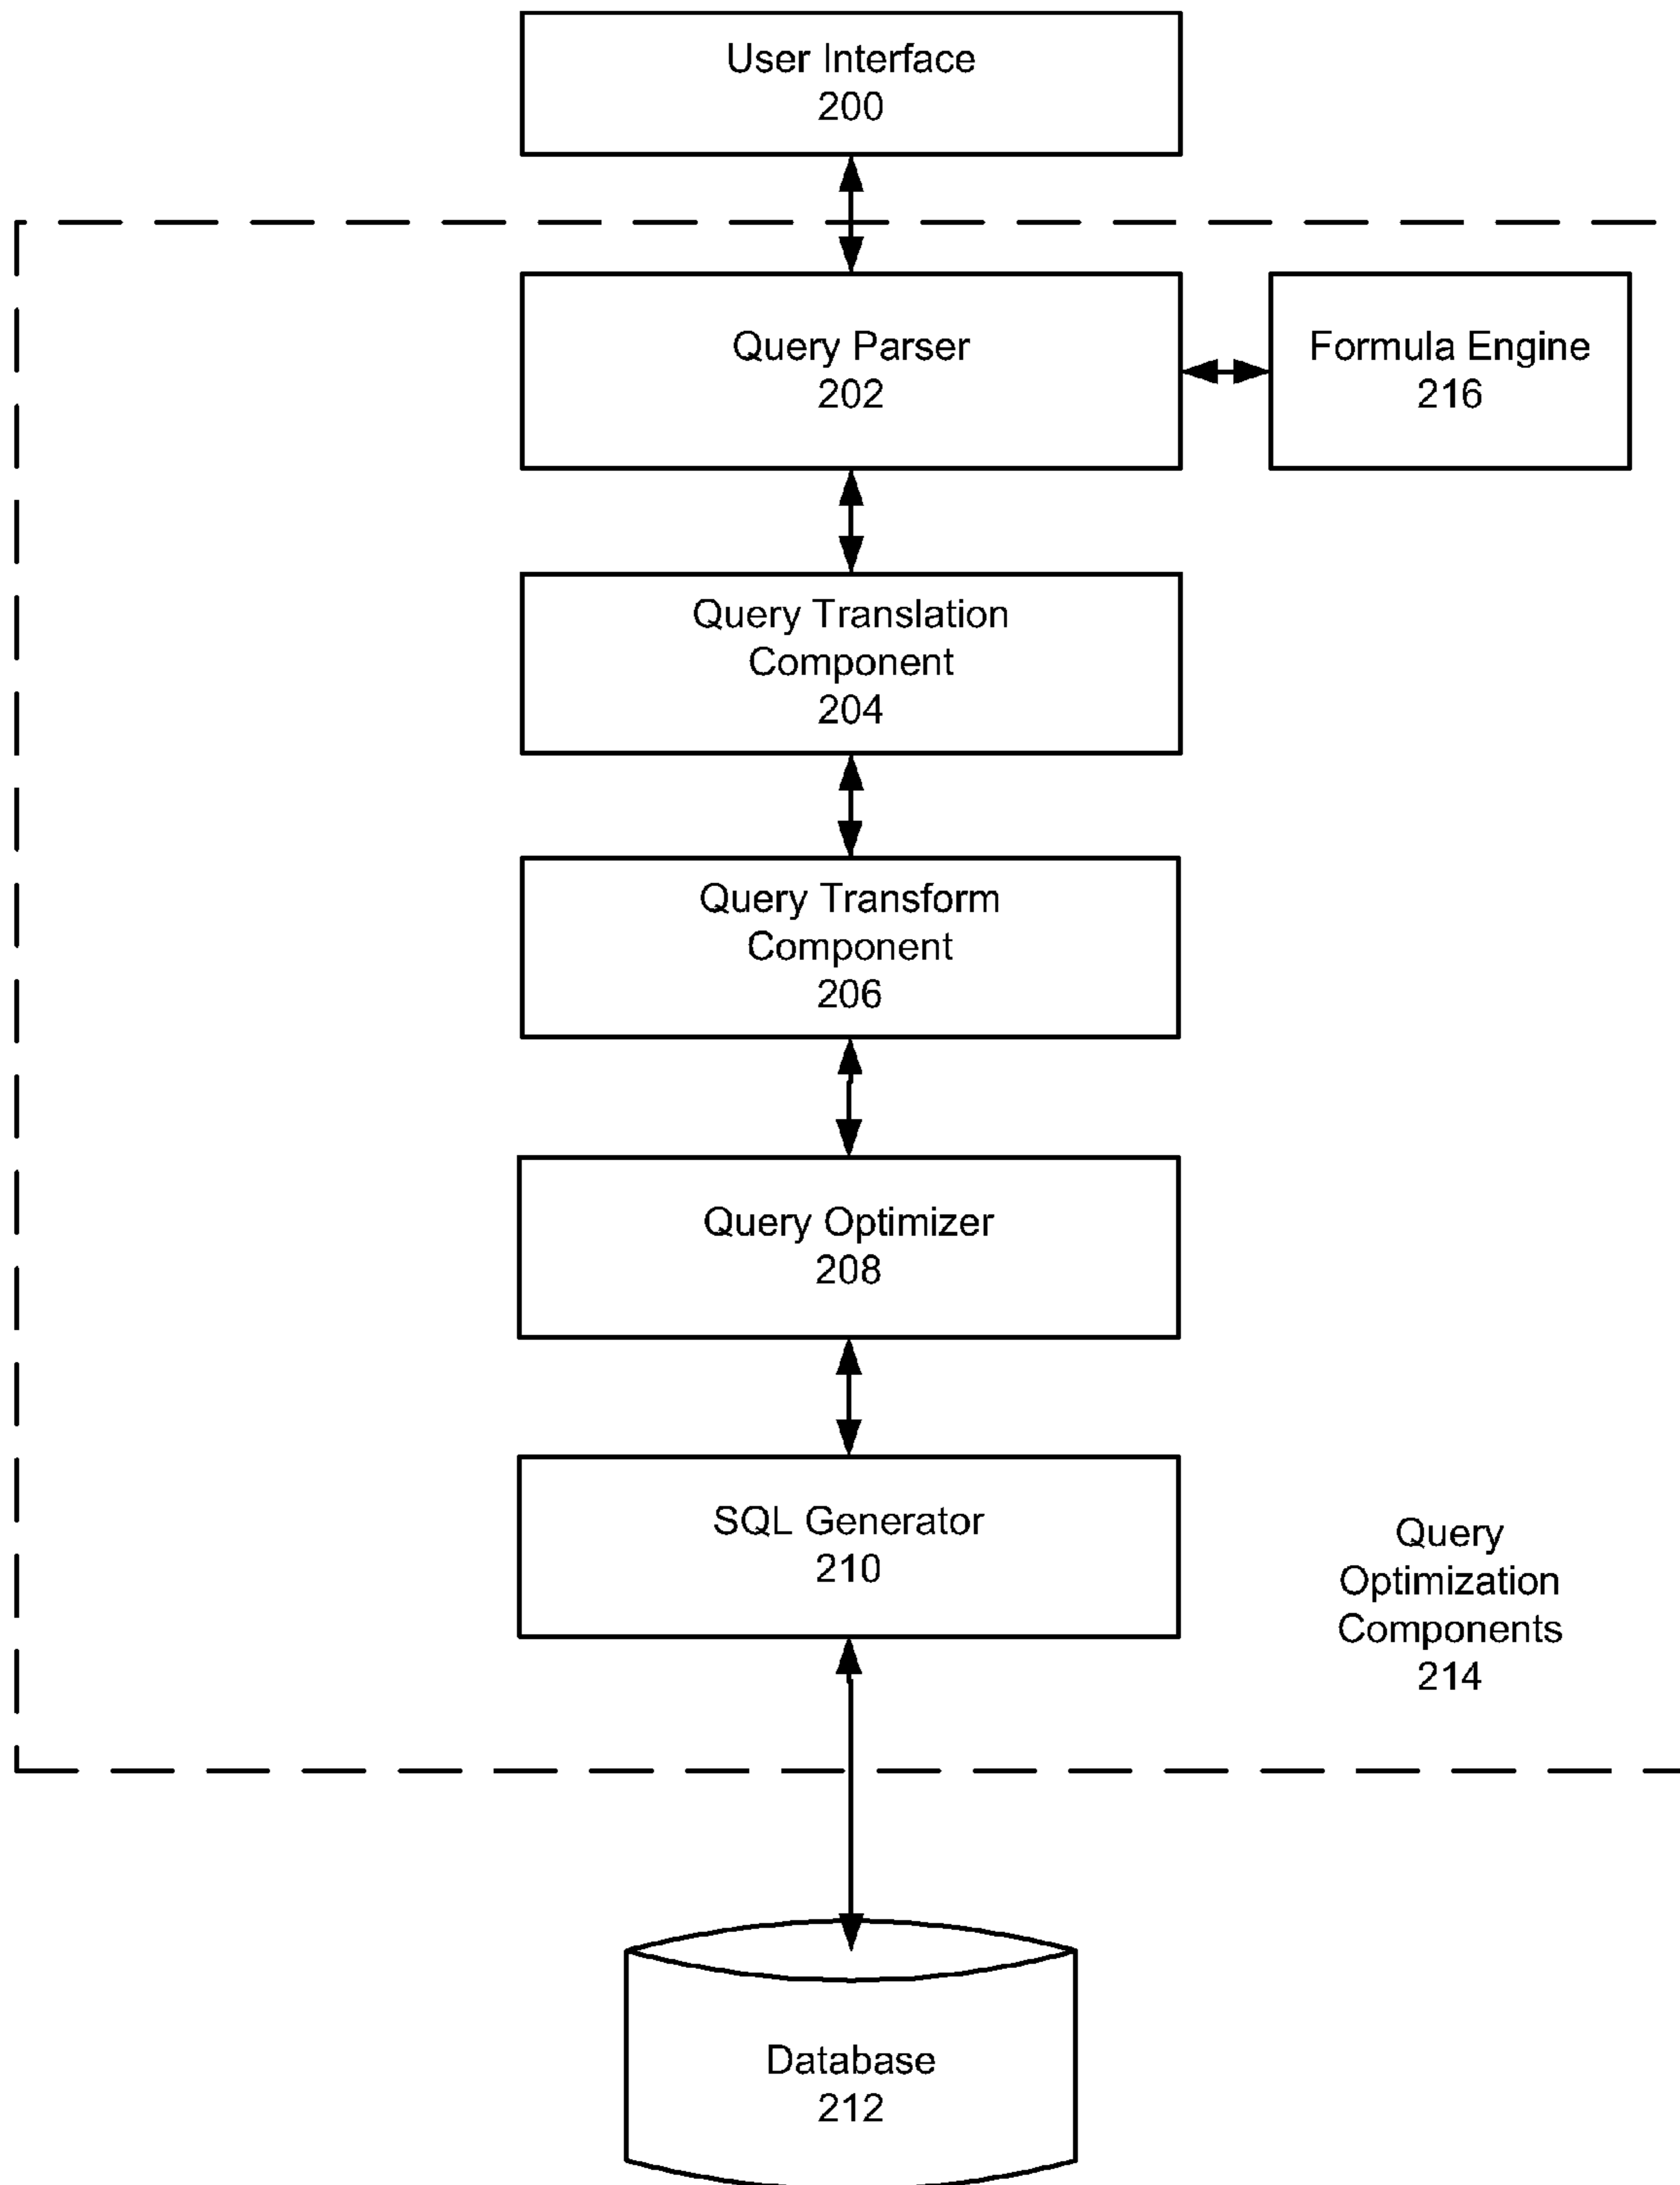 User Interface
200
Query Parser
202
Formula Engine
216
Query Translation
Component
204
Query Transform
Component
206
Query Optimizer
208
SQL Generator
210
Query
Optimization
Components
214
Database
212